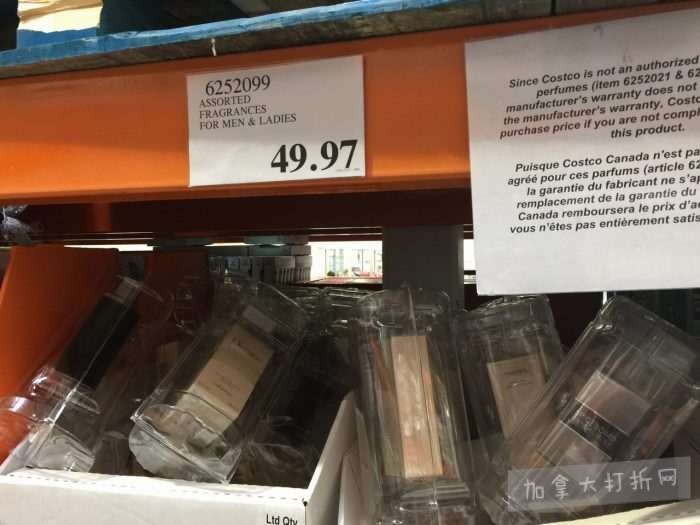 6252099
ASSORTED
FRAGRANCES
FOR MEN & LADIES
49.97
Since Costco is not an authorized
perfumes (item 6252021 & 62
manufacturer's warranty does not
the manufacturer's warranty, Costc
purchase price if you are not compl
this product.
Puisque Costco Canada n'est pa
agréé pour ces parfums (article 62
la garantie du fabricant ne s'ap
remplacement de la garantie du
Canada remboursera le prix d'ac
vous n'êtes pas entièrement satis
Ltd Qty
加拿大打折网